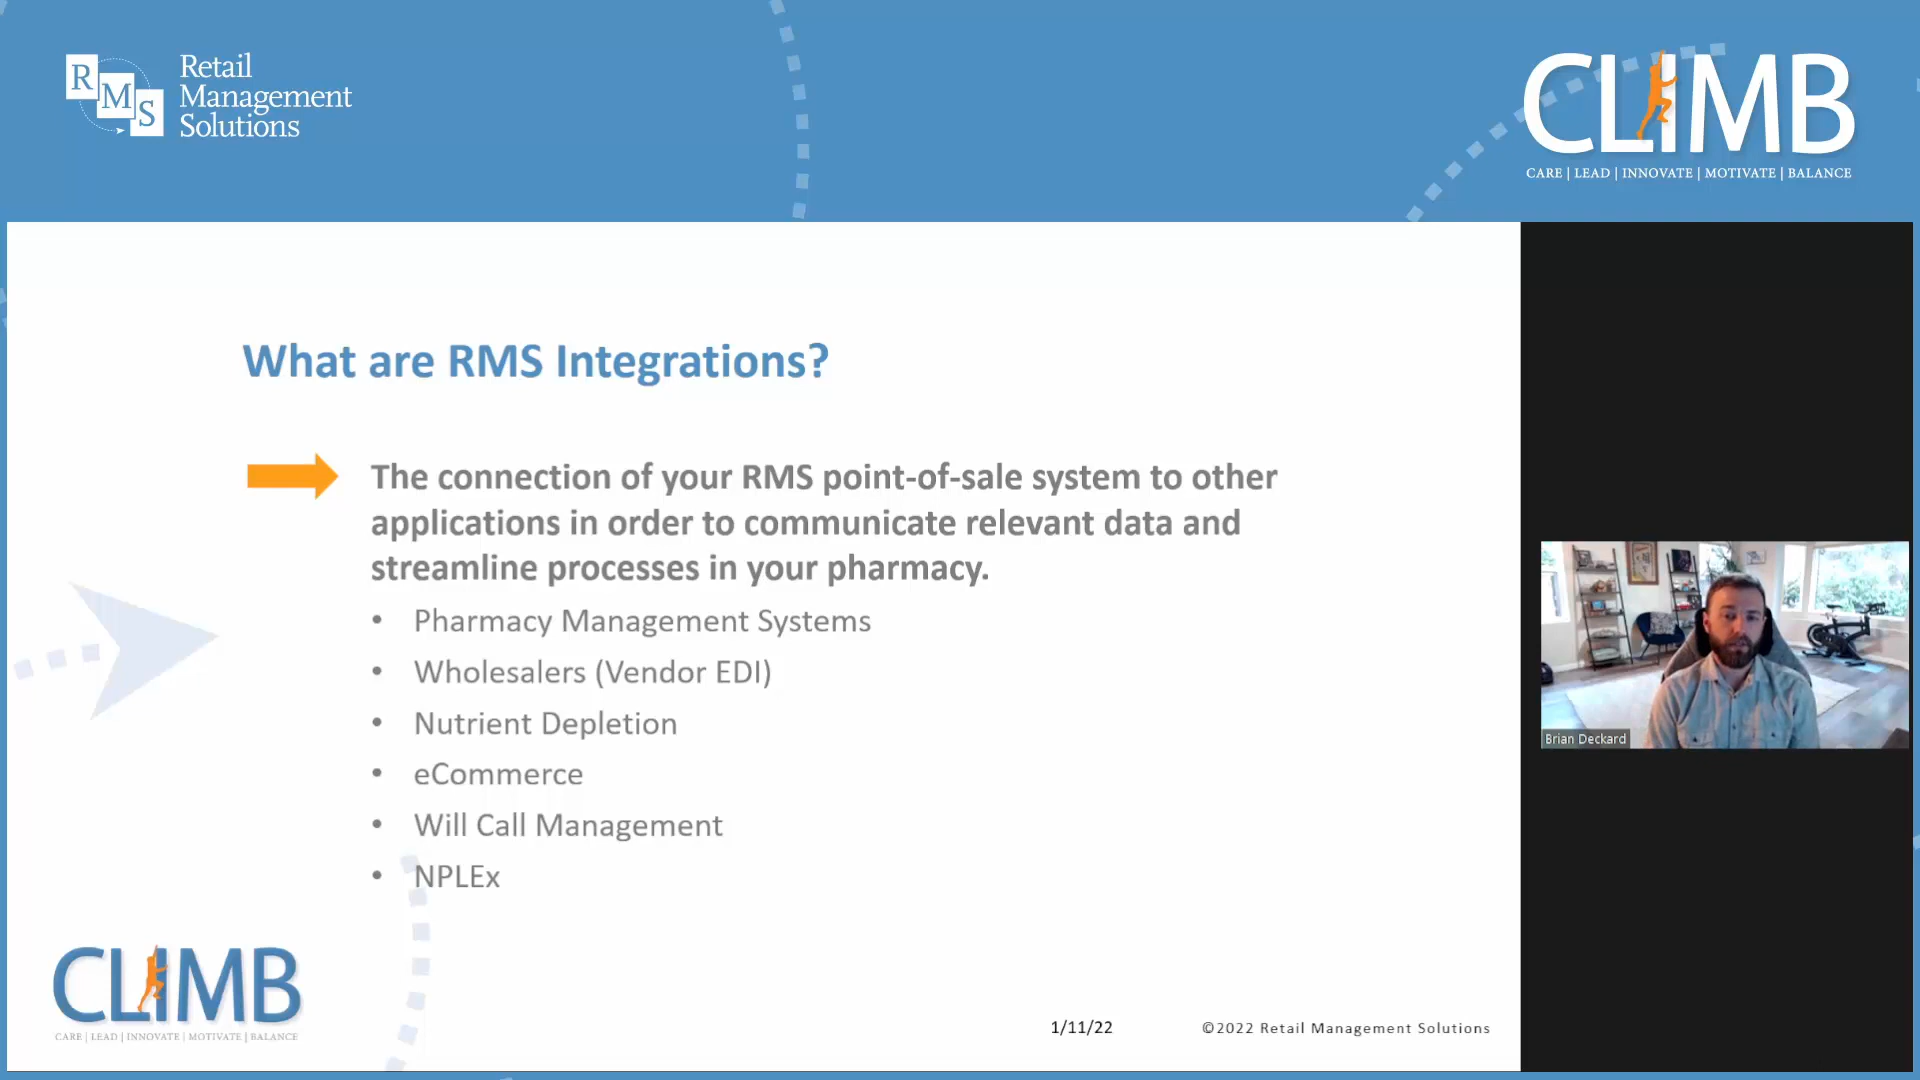 RMS
Retail
Management
Solutions
CLIMB
CARE | LEAD | INNOVATE | MOTIVATE | BALANCE
What are RMS Integrations?
The connection of your RMS point-of-sale system to other
applications in order to communicate relevant data and
streamline processes in your pharmacy.
• Pharmacy Management Systems
• Wholesalers (Vendor EDI)
• Nutrient Depletion
• eCommerce
• Will Call Management
• NPLEx
Brian Deckard
CLIMB
CARE | LEAD | INNOVATE | MOTIVATE | BALANCE
1/11/22
©2022 Retail Management Solutions